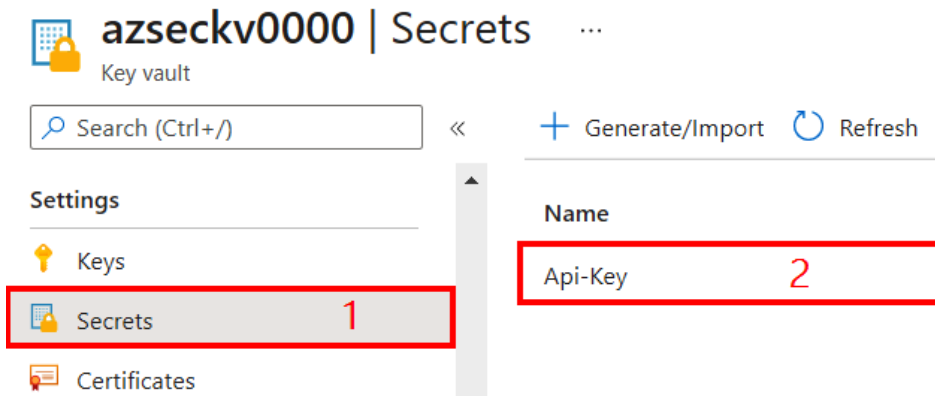 azseckv0000 | Secrets ...
Key vault
Search (Ctrl+/)
«
Generate/Import
Refresh
Settings
Name
Keys
Api-Key
2
Secrets
1
Certificates